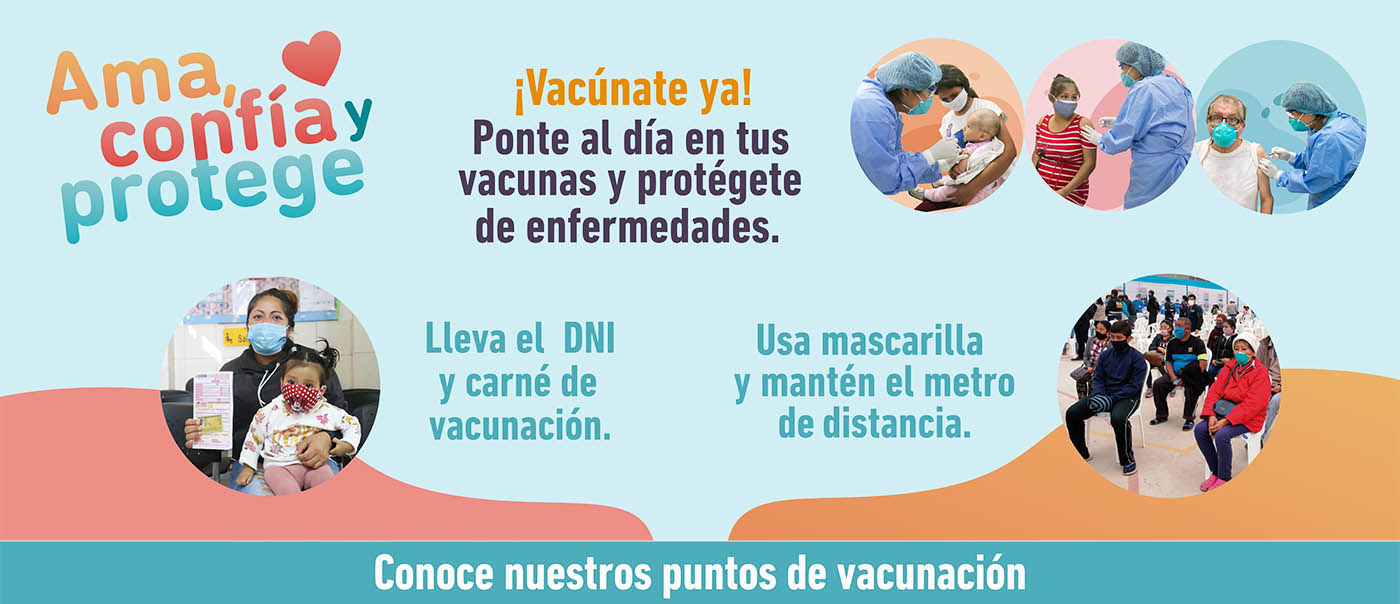 Ama,
confía y
protege
¡Vacúnate ya!
Ponte al día en tus
vacunas y protégete
de enfermedades.
Lleva el DNI
y carné de
vacunación.
Usa mascarilla
y mantén el metro
de distancia.
Conoce nuestros puntos de vacunación